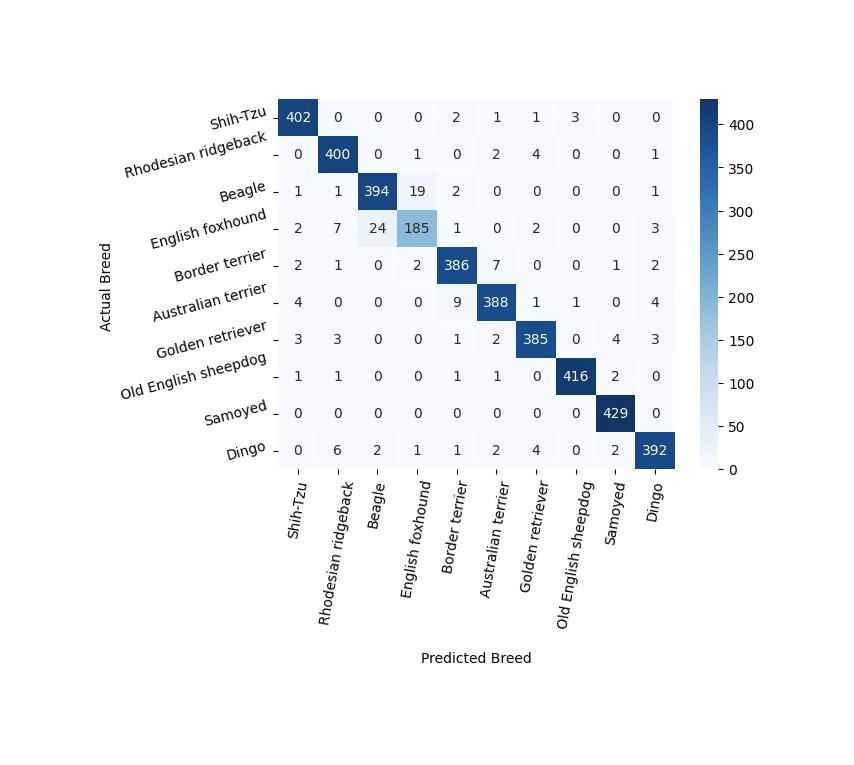 Shih-Tzu 402 0 0 0 2 1 1 3 0 0
Rhodesian ridgeback 0 400 0 1 0 2 4 0 0 1
Beagle 1 1 394 19 2 0 0 0 0 1
English foxhound 2 7 24 185 1 0 2 0 0 3
Border terrier 2 1 0 2 386 7 0 0 1 2
Australian terrier 4 0 0 0 9 388 1 1 0 4
Golden retriever 3 3 0 0 1 2 385 0 4 3
Old English sheepdog 1 1 0 0 1 1 0 416 2 0
Samoyed 0 0 0 0 0 0 0 0 429 0
Dingo 0 6 2 1 1 2 4 0 2 392
Actual Breed
Shih-Tzu
Rhodesian ridgeback
Beagle
English foxhound
Border terrier
Australian terrier
Golden retriever
Old English sheepdog
Samoyed
Dingo
Predicted Breed
400
350
300
250
200
150
100
50
0